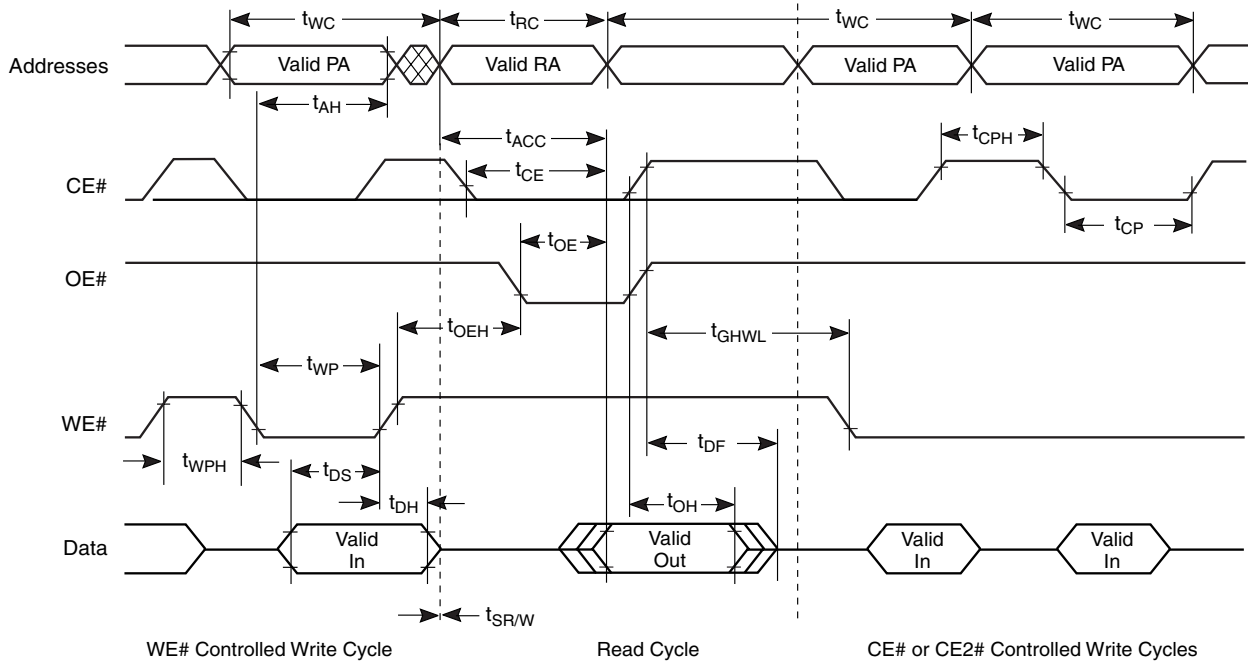 tWC tRC tWC tWC
Addresses Valid PA Valid RA Valid PA Valid PA
tAH
tACC tCPH
tCE
CE#
tOE tCP
OE#
tOEH tGHWL
tWP
WE#
tWPH tDS tDF
tDH tOH
Data Valid In Valid Out Valid In Valid In
tSR/W
WE# Controlled Write Cycle Read Cycle CE# or CE2# Controlled Write Cycles